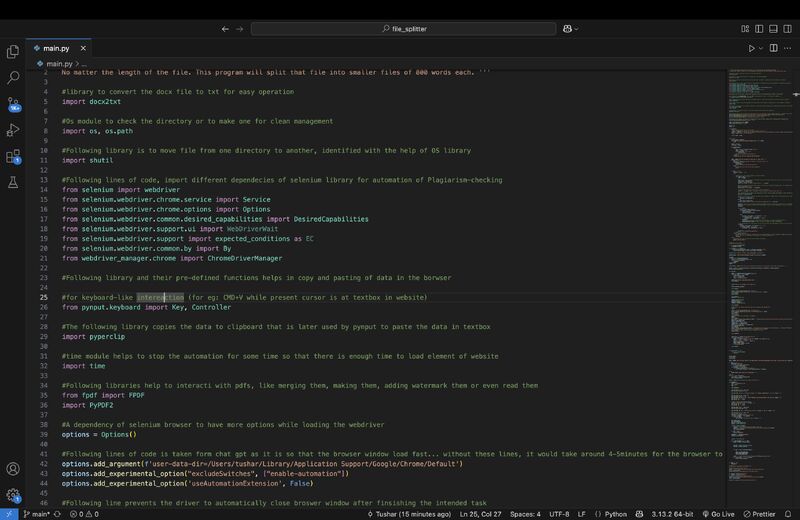 file_splitter
main.py
main.py > ...
2 No matter the length of the file. This program will split that file into smaller files of 800 words each. '''
3
4 #library to convert the docx file to txt for easy operation
5 import docx2txt
6
7 #Os module to check the directory or to make one for clean management
8 import os, os.path
9
10 #Following library is to move file from one directory to another, identified with the help of OS library
11 import shutil
12
13 #Following lines of code, import different dependecies of selenium library for automation of Plagiarism-checking
14 from selenium import webdriver
15 from selenium.webdriver.chrome.service import Service
16 from selenium.webdriver.chrome.options import Options
17 from selenium.webdriver.common.desired_capabilities import DesiredCapabilities
18 from selenium.webdriver.support.ui import WebDriverWait
19 from selenium.webdriver.support import expected_conditions as EC
20 from selenium.webdriver.common.by import By
21 from webdriver_manager.chrome import ChromeDriverManager
22
23 #Following library and their pre-defined functions helps in copy and pasting of data in the borwser
24
25 #for keyboard-like intereaction (for eg: CMD+V while present cursor is at textbox in website)
26 from pynput.keyboard import Key, Controller
27
28 #The following library copies the data to clipboard that is later used by pynput to paste the data in textbox
29 import pyperclip
30
31 #time module helps to stop the automation for some time so that there is enough time to load element of website
32 import time
33
34 #Following libraries help to interacti with pdfs, like merging them, making them, adding watermark them or even read them
35 from fpdf import FPDF
36 import PyPDF2
37
38 #A dependency of selenium browser to have more options while loading the webdriver
39 options = Options()
40
41 #Following lines of code is taken form chat gpt as it is so that the browser window load fast... without these lines, it would take around 4-5minutes for the browser to
42 options.add_argument(f'user-data-dir=/Users/tushar/Library/Application Support/Google/Chrome/Default')
43 options.add_experimental_option("excludeSwitches", ["enable-automation"])
44 options.add_experimental_option('useAutomationExtension', False)
45
46 #Following line prevents the driver to automatically close broswer window after finsishing the intended task
1K+
1
1
main*
0 0
Tushar (15 minutes ago)
Ln 25, Col 27
Spaces: 4
UTF-8
LF
Python
3.13.2 64-bit
Go Live
Prettier